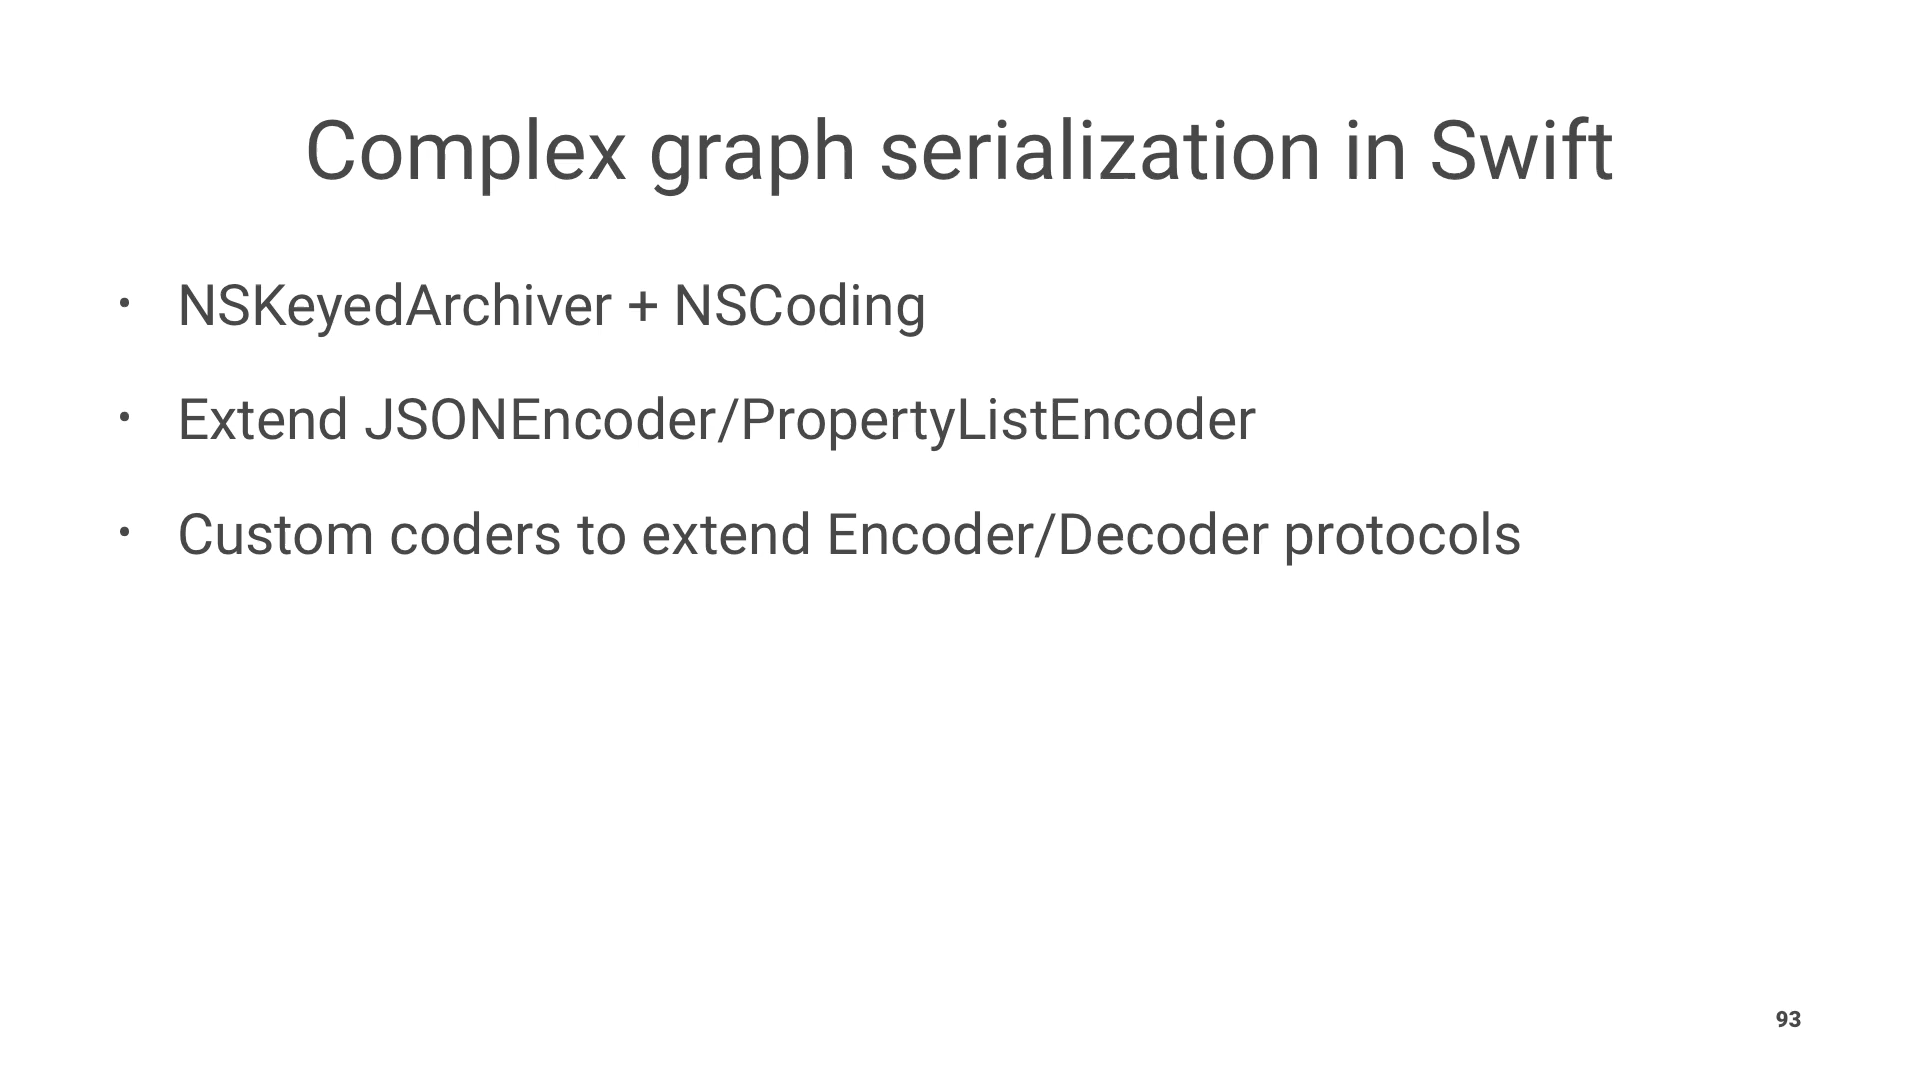 Complex graph serialization in Swift
• NSKeyedArchiver + NSCoding
• Extend JSONEncoder/PropertyListEncoder
• Custom coders to extend Encoder/Decoder protocols
93